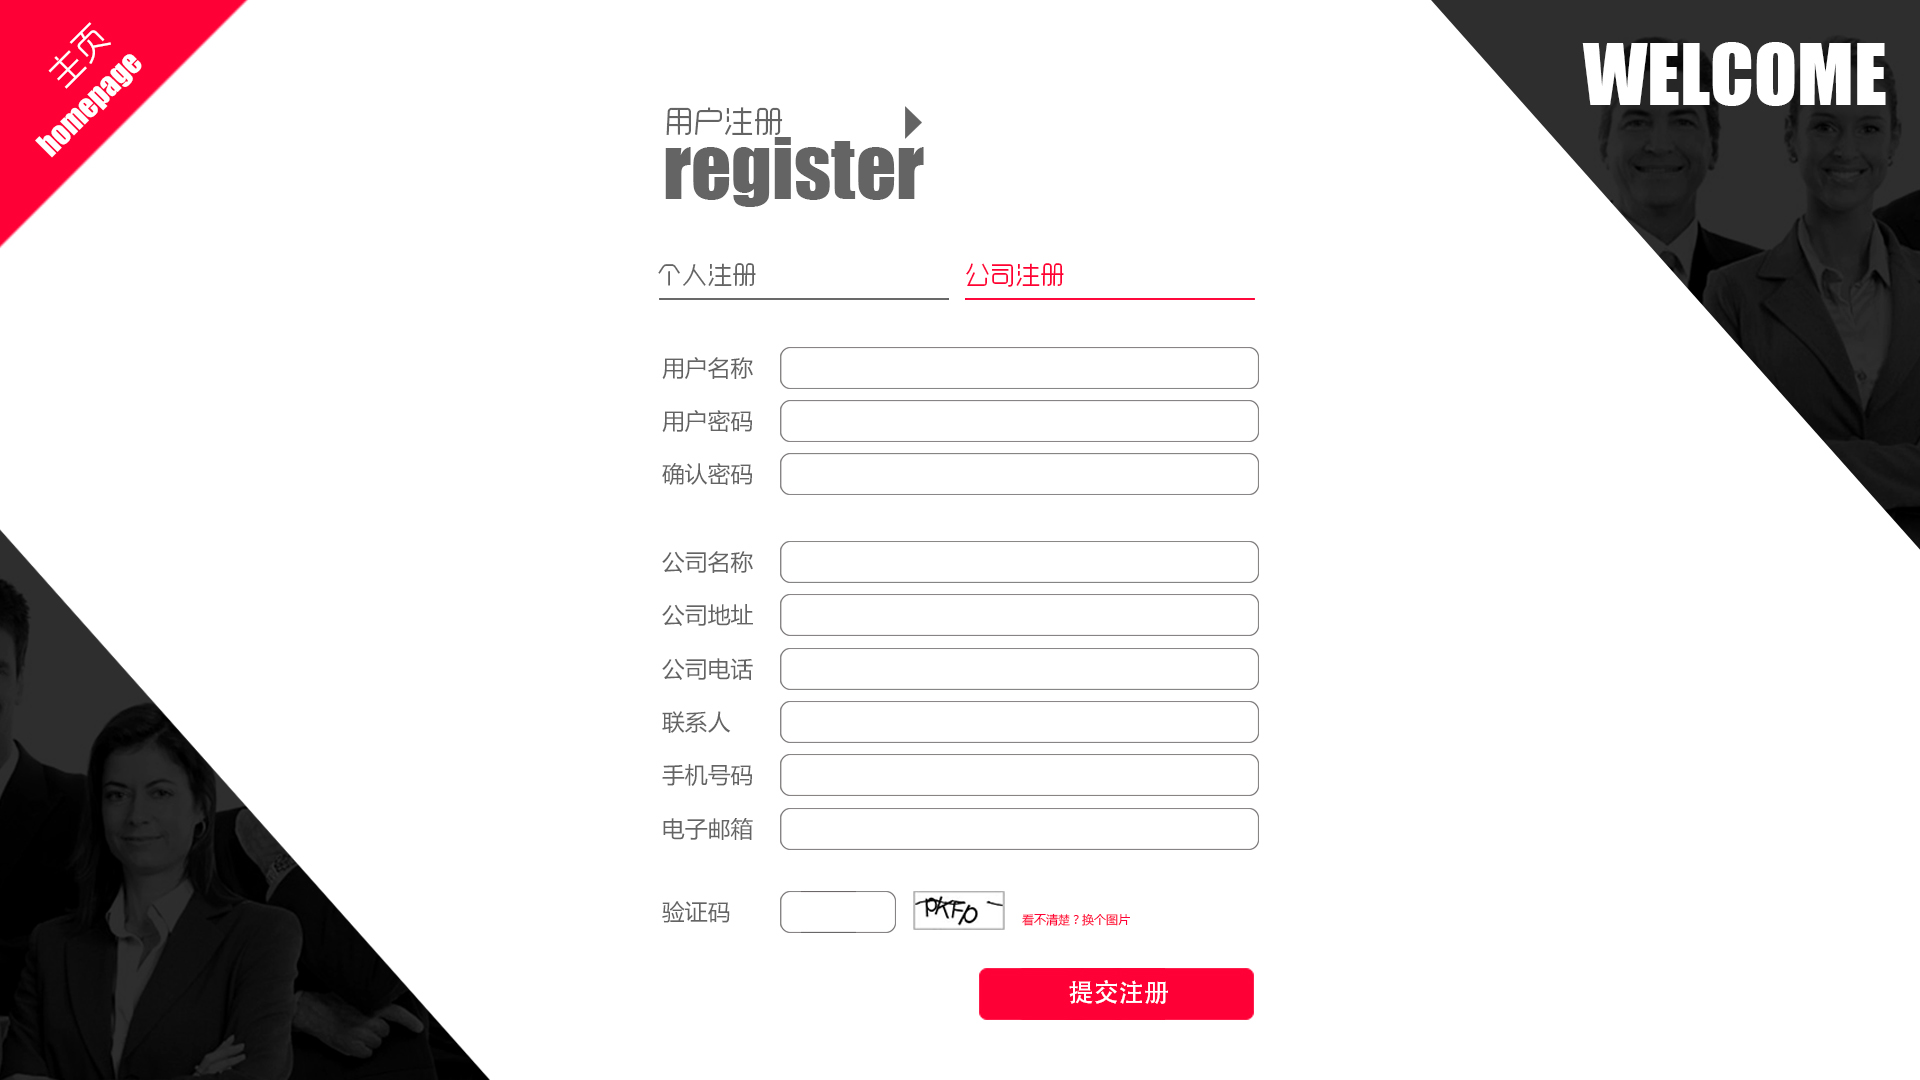 主页
homepage
WELCOME
用户注册
register
个人注册
公司注册
用户名称
用户密码
确认密码
公司名称
公司地址
公司电话
联系人
手机号码
电子邮箱
验证码
PKFO
看不清楚？换个图片
提交注册